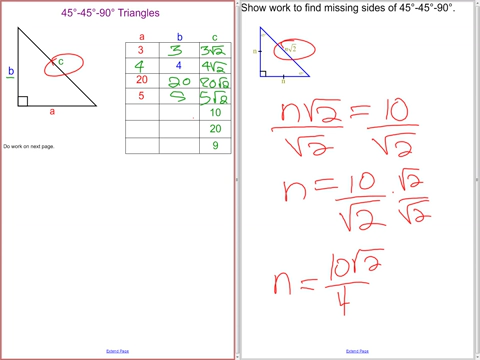 45°-45°-90° Triangles
b
c
a
a b c
3 3 3√2
4 4 4√2
20 20 20√2
5 5 5√2
10
20
9
Do work on next page.
Extend Page
Show work to find missing sides of 45°-45°-90°.
n
n√2
n
n√2 = 10
√2 √2
n = 10 . √2
√2 √2
n = 10√2
4
Extend Page